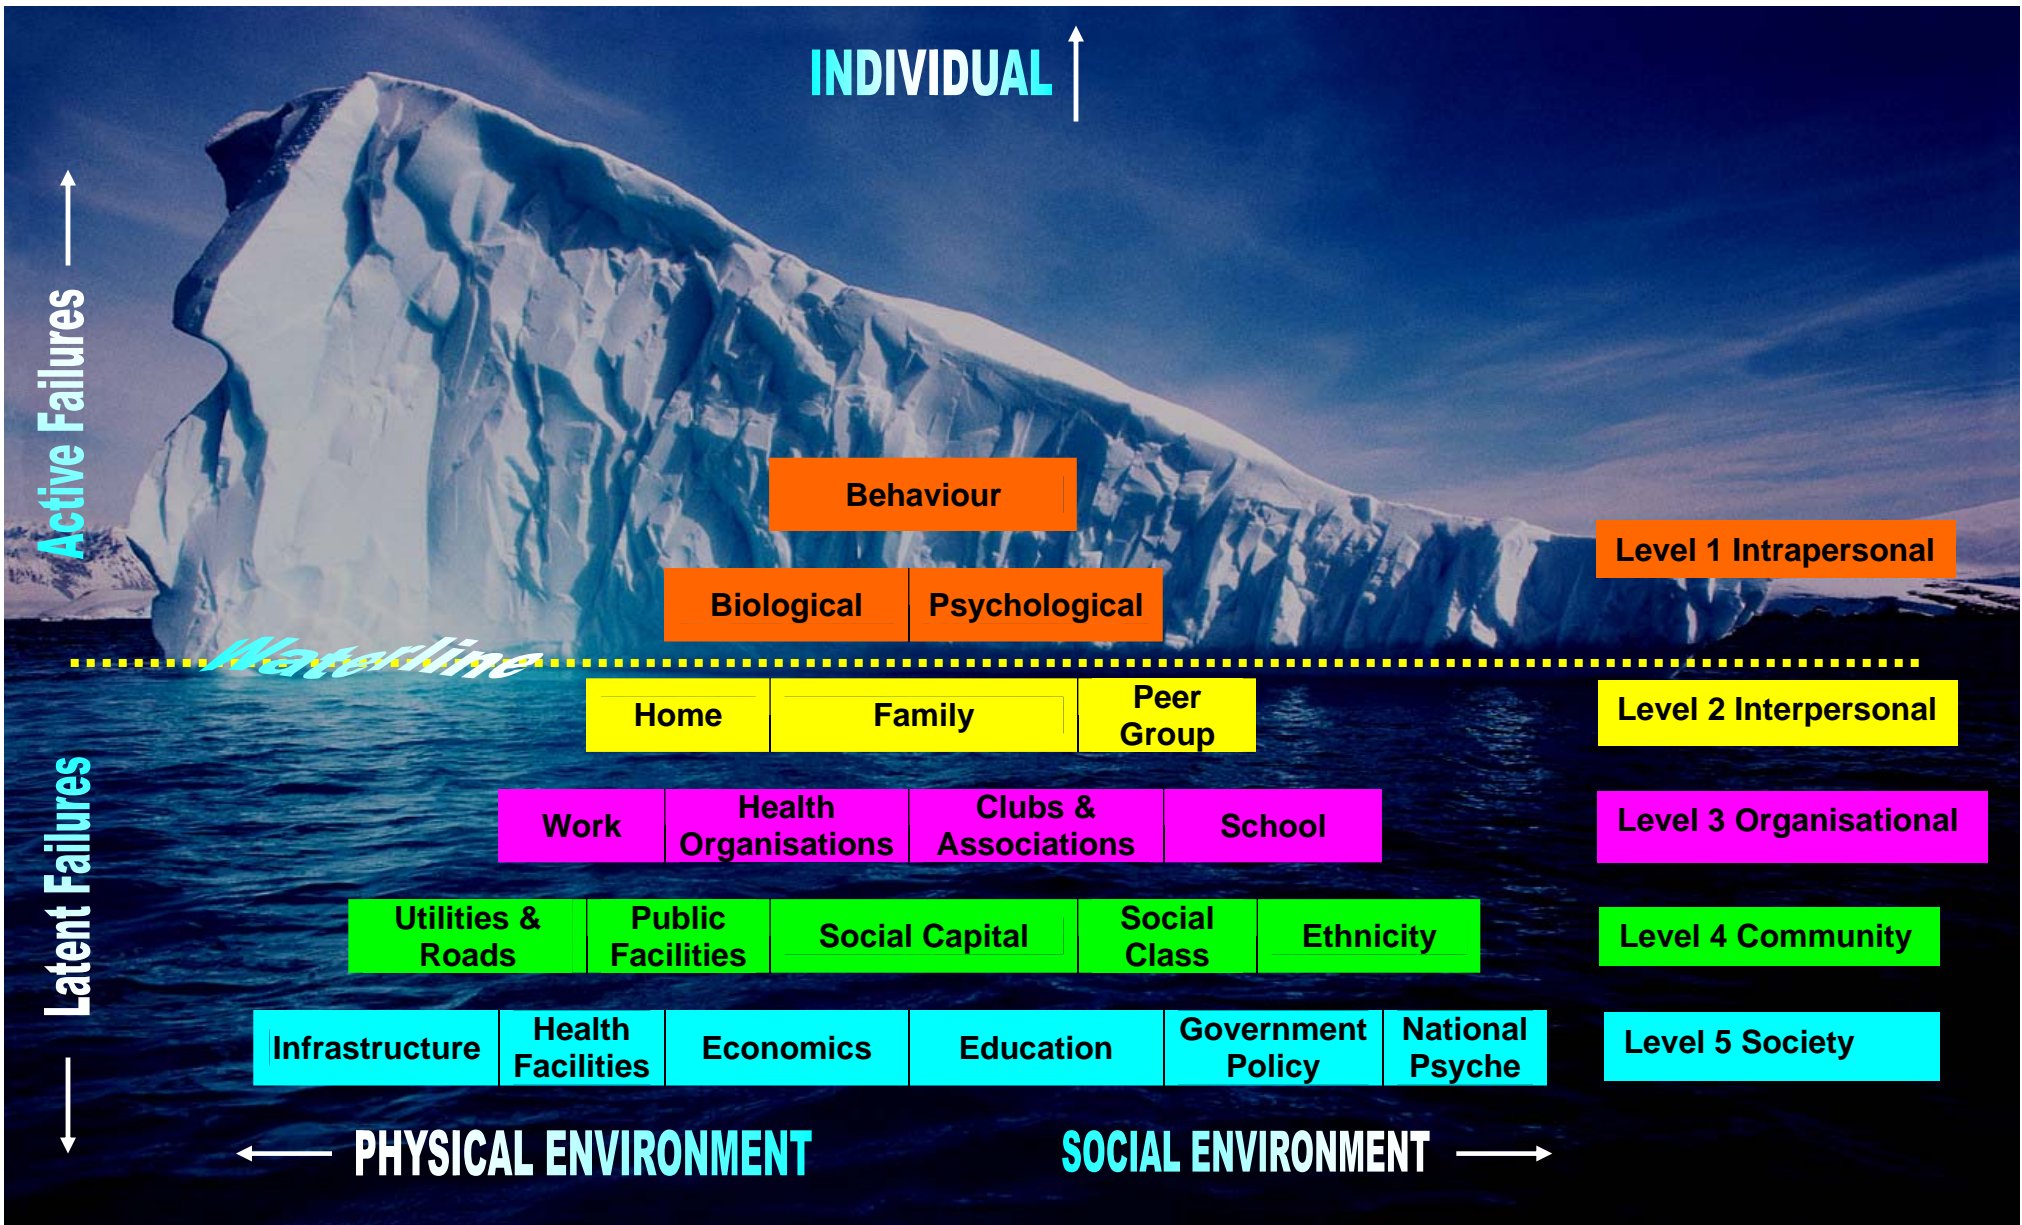 INDIVIDUAL
Active Failures
Behaviour
Level 1 Intrapersonal
Biological
Psychological
Waterline
Home
Family
Peer
Group
Level 2 Interpersonal
Latent Failures
Work
Health
Organisations
Clubs &
Associations
School
Level 3 Organisational
Utilities &
Roads
Public
Facilities
Social Capital
Social
Class
Ethnicity
Level 4 Community
Infrastructure
Health
Facilities
Economics
Education
Government
Policy
National
Psyche
Level 5 Society
PHYSICAL ENVIRONMENT
SOCIAL ENVIRONMENT